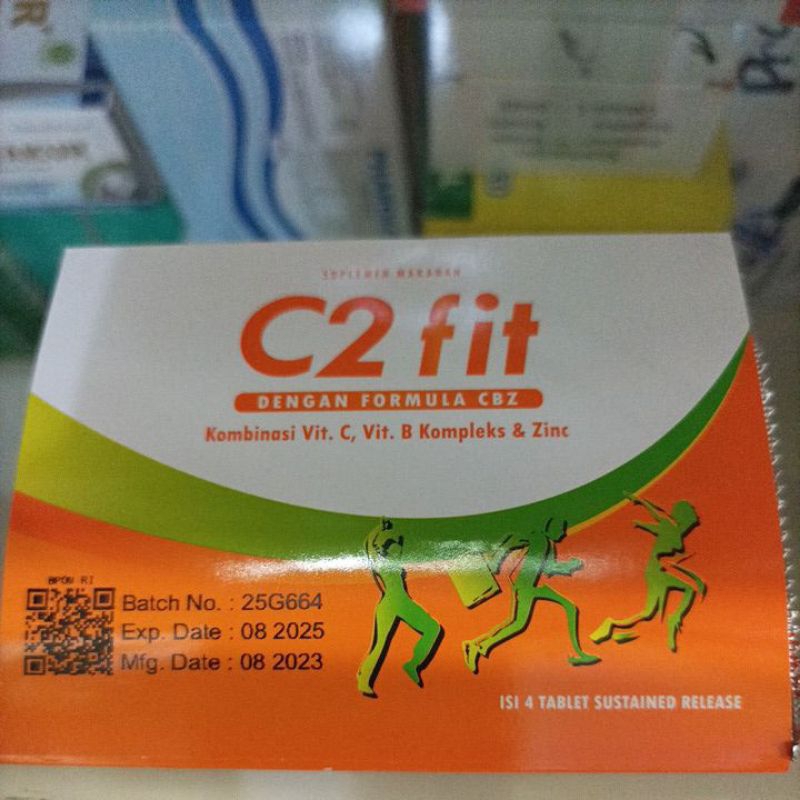 SUPLEMEN MAKANAN
C2 fit
DENGAN FORMULA CBZ
Kombinasi Vit. C, Vit. B Kompleks & Zinc
BPOM RI
Batch No. : 25G664
Exp. Date : 08 2025
Mfg. Date : 08 2023
ISI 4 TABLET SUSTAINED RELEASE